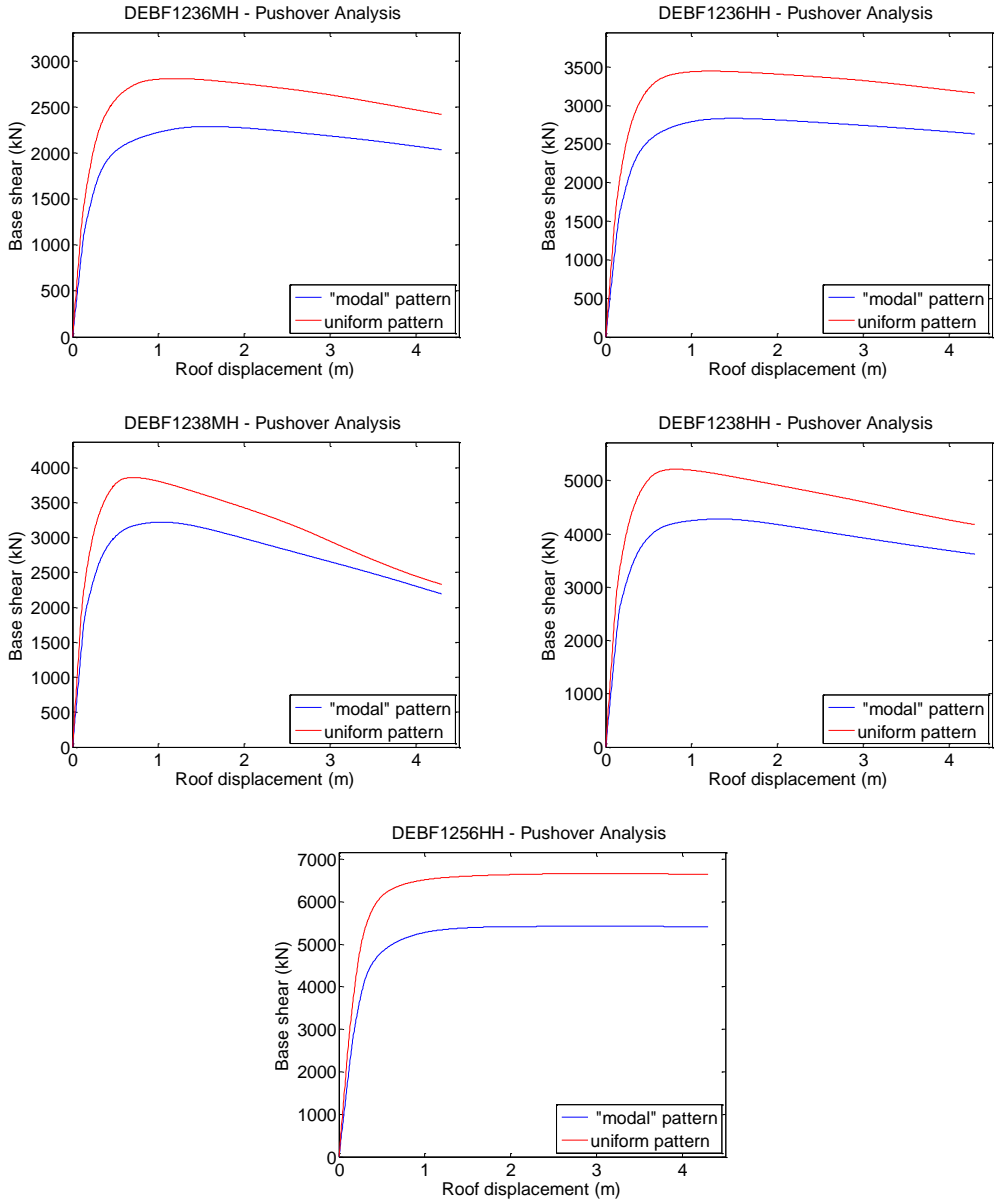 DEBF1236MH - Pushover Analysis
3000
2500
2000
1500
1000
500
0
Base shear (kN)
"modal" pattern
uniform pattern
0 1 2 3 4
Roof displacement (m)
DEBF1236HH - Pushover Analysis
3500
3000
2500
2000
1500
1000
500
0
Base shear (kN)
"modal" pattern
uniform pattern
0 1 2 3 4
Roof displacement (m)
DEBF1238MH - Pushover Analysis
4000
3500
3000
2500
2000
1500
1000
500
0
Base shear (kN)
"modal" pattern
uniform pattern
0 1 2 3 4
Roof displacement (m)
DEBF1238HH - Pushover Analysis
5000
4000
3000
2000
1000
0
Base shear (kN)
"modal" pattern
uniform pattern
0 1 2 3 4
Roof displacement (m)
DEBF1256HH - Pushover Analysis
7000
6000
5000
4000
3000
2000
1000
0
Base shear (kN)
"modal" pattern
uniform pattern
0 1 2 3 4
Roof displacement (m)